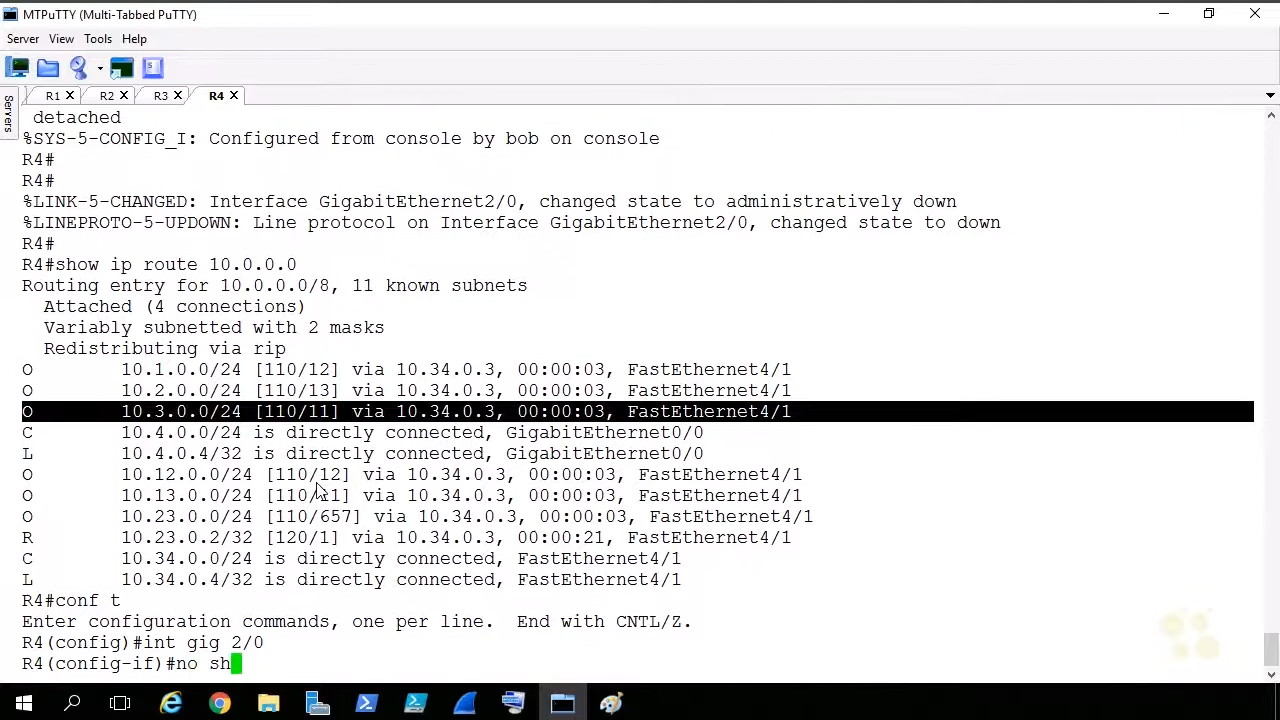 MTPuTTY (Multi-Tabbed PuTTY)
Server View Tools Help
R1 R2 R3 R4
Servers
detached
%SYS-5-CONFIG_I: Configured from console by bob on console
R4#
R4#
%LINK-5-CHANGED: Interface GigabitEthernet2/0, changed state to administratively down
%LINEPROTO-5-UPDOWN: Line protocol on Interface GigabitEthernet2/0, changed state to down
R4#
R4#show ip route 10.0.0.0
Routing entry for 10.0.0.0/8, 11 known subnets
Attached (4 connections)
Variably subnetted with 2 masks
Redistributing via rip
O 10.1.0.0/24 [110/12] via 10.34.0.3, 00:00:03, FastEthernet4/1
O 10.2.0.0/24 [110/13] via 10.34.0.3, 00:00:03, FastEthernet4/1
O 10.3.0.0/24 [110/11] via 10.34.0.3, 00:00:03, FastEthernet4/1
C 10.4.0.0/24 is directly connected, GigabitEthernet0/0
L 10.4.0.4/32 is directly connected, GigabitEthernet0/0
O 10.12.0.0/24 [110/12] via 10.34.0.3, 00:00:03, FastEthernet4/1
O 10.13.0.0/24 [110/11] via 10.34.0.3, 00:00:03, FastEthernet4/1
O 10.23.0.0/24 [110/657] via 10.34.0.3, 00:00:03, FastEthernet4/1
R 10.23.0.2/32 [120/1] via 10.34.0.3, 00:00:21, FastEthernet4/1
C 10.34.0.0/24 is directly connected, FastEthernet4/1
L 10.34.0.4/32 is directly connected, FastEthernet4/1
R4#conf t
Enter configuration commands, one per line. End with CNTL/Z.
R4(config)#int gig 2/0
R4(config-if)#no sh